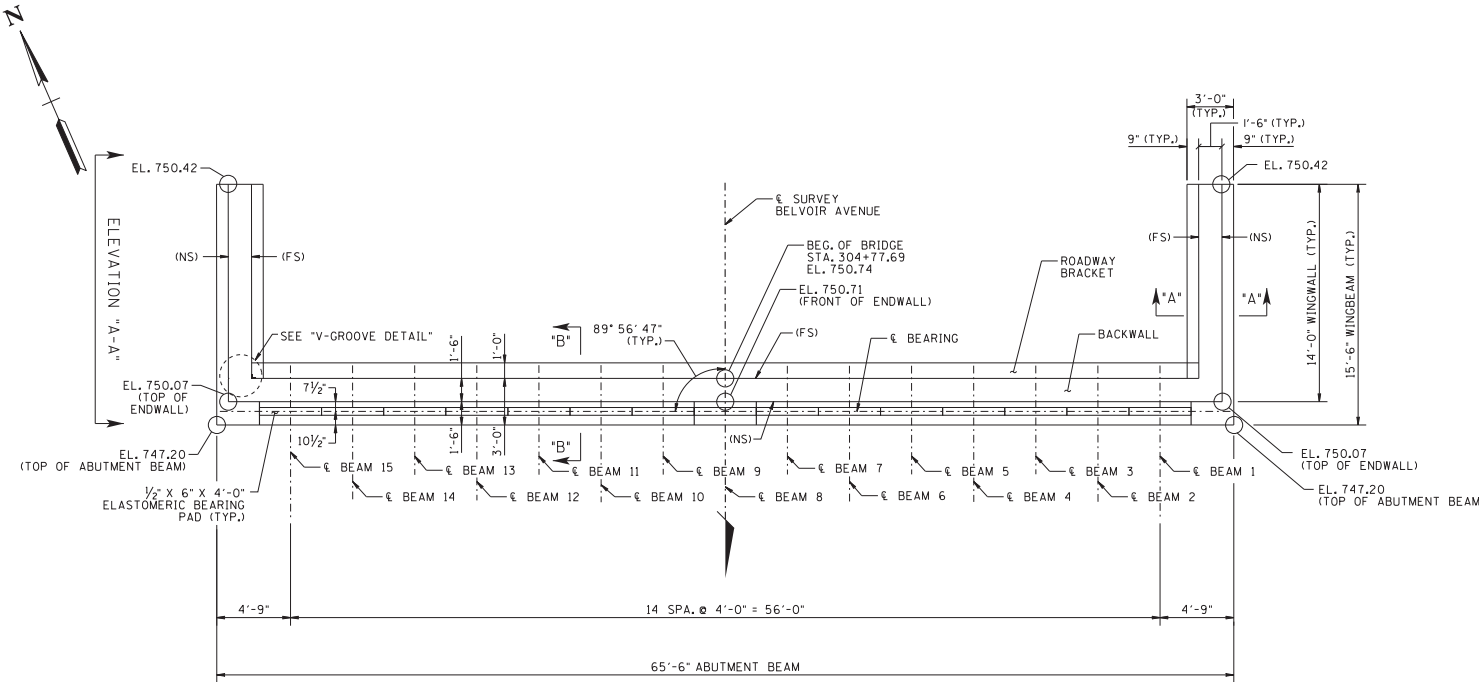 N
3'-0"
(TYP.)
1'-6" (TYP.)
9" (TYP.)
9" (TYP.)
EL. 750.42
EL. 750.42
℄ SURVEY
BELVOIR AVENUE
ELEVATION "A-A"
(NS)
(FS)
(FS)
(NS)
BEG. OF BRIDGE
STA. 304+77.69
EL. 750.74
ROADWAY
BRACKET
14'-0" WINGWALL (TYP.)
15'-6" WINGBEAM (TYP.)
EL. 750.71
(FRONT OF ENDWALL)
"A"
"A"
SEE "V-GROOVE DETAIL"
1'-6"
1'-0"
"B"
89° 56' 47"
(TYP.)
(FS)
℄ BEARING
BACKWALL
EL. 750.07
(TOP OF
ENDWALL)
7½"
10½"
1'-6"
3'-0"
"B"
(NS)
EL. 747.20
(TOP OF ABUTMENT BEAM)
℄ BEAM 15
℄ BEAM 13
℄ BEAM 11
℄ BEAM 9
℄ BEAM 7
℄ BEAM 5
℄ BEAM 3
℄ BEAM 1
EL. 750.07
(TOP OF ENDWALL)
½" X 6" X 4'-0"
ELASTOMERIC BEARING
PAD (TYP.)
℄ BEAM 14
℄ BEAM 12
℄ BEAM 10
℄ BEAM 8
℄ BEAM 6
℄ BEAM 4
℄ BEAM 2
EL. 747.20
(TOP OF ABUTMENT BEAM
4'-9"
14 SPA. @ 4'-0" = 56'-0"
4'-9"
65'-6" ABUTMENT BEAM